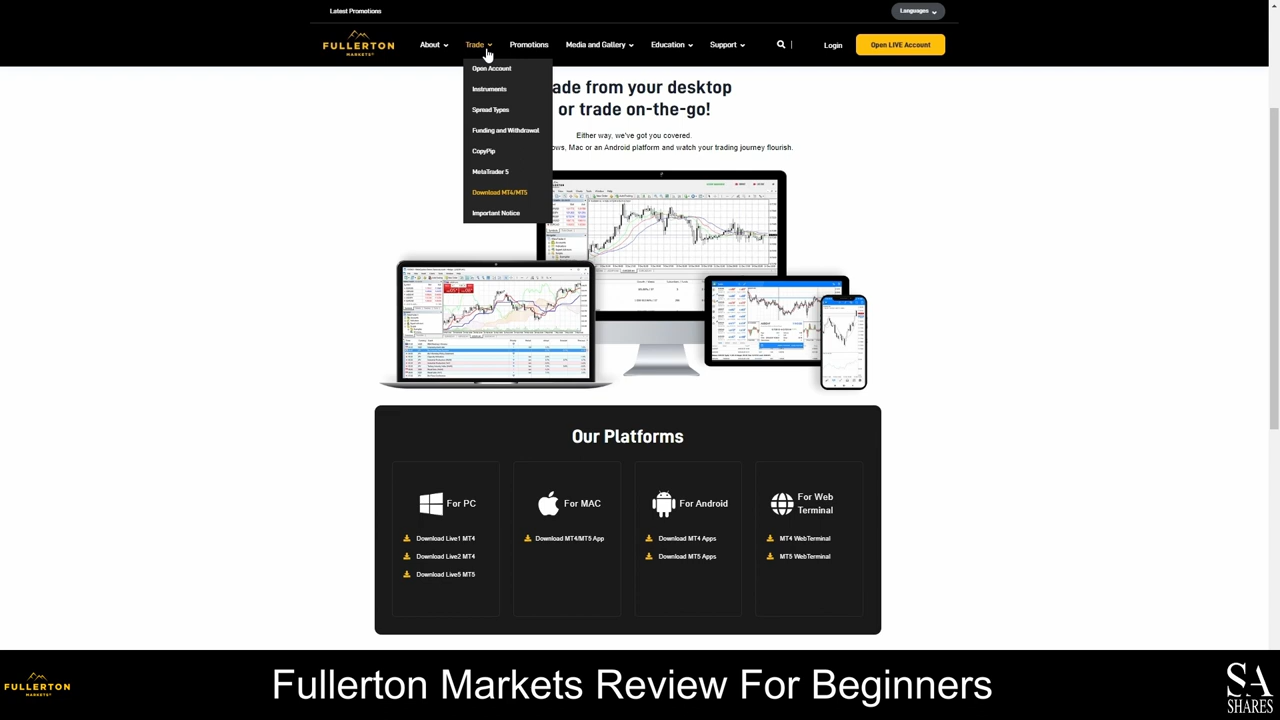 Latest Promotions
Languages
FULLERTON
MARKETS
About
Trade
Promotions
Media and Gallery
Education
Support
Login
Open LIVE Account
Open Account
Instruments
Spread Types
Funding and Withdrawal
CopyPip
MetaTrader 5
Download MT4/MT5
Important Notice
ade from your desktop
or trade on-the-go!
Either way, we've got you covered.
ows, Mac or an Android platform and watch your trading journey flourish.
Our Platforms
For PC
Download Live1 MT4
Download Live2 MT4
Download Live5 MT5
For MAC
Download MT4/MT5 App
For Android
Download MT4 Apps
Download MT5 Apps
For Web
Terminal
MT4 WebTerminal
MT5 WebTerminal
FULLERTON
MARKETS
Fullerton Markets Review For Beginners
SA
SHARES